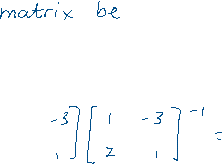 matrix be
-3 ] [ 1 -3 ] ^-1 =
1 ] [ 2 1 ]